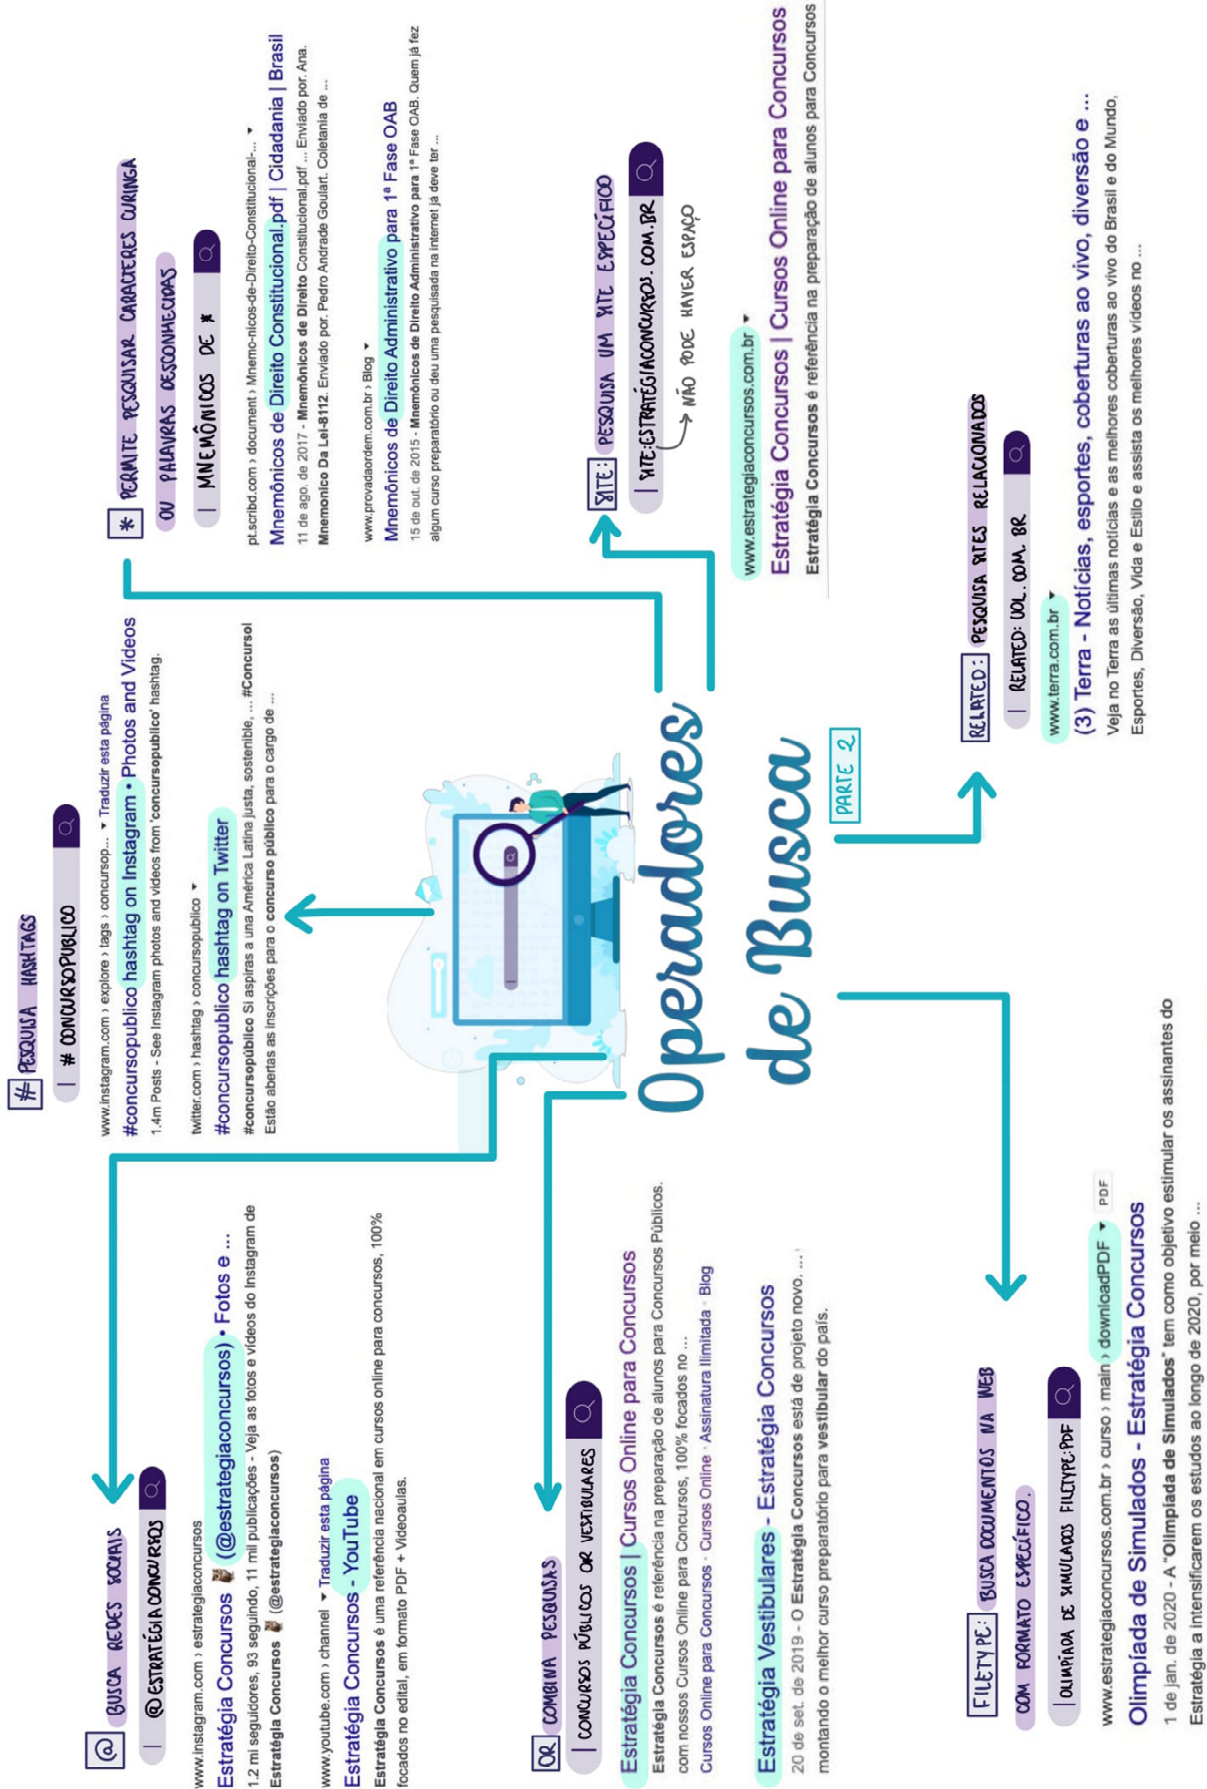 @ BUSCA REDES SOCIAIS
@ESTRATÉGIACONCURSOS
www.instagram.com › estrategiaconcursos
Estratégia Concursos (@estrategiaconcursos) • Fotos e ...
1.2 mi seguidores, 93 seguindo, 11 mil publicações - Veja as fotos e vídeos do Instagram de
Estratégia Concursos (@estrategiaconcursos)
www.youtube.com › channel ▾ Traduzir esta página
Estratégia Concursos - YouTube
Estratégia Concursos é uma referência nacional em cursos online para concursos, 100%
focados no edital, em formato PDF + Videoaulas.
# PESQUISA HASHTAGS
# CONCURSOPUBLICO
www.instagram.com › explore › tags › concursop... ▾ Traduzir esta página
#concursopublico hashtag on Instagram • Photos and Videos
1.4m Posts - See Instagram photos and videos from 'concursopublico' hashtag.
twitter.com › hashtag › concursopublico ▾
#concursopublico hashtag on Twitter
#concursopúblico Si aspiras a una América Latina justa, sostenible, ... #Concursol
Estão abertas as inscrições para o concurso público para o cargo de ...
* PERMITE PESQUISAR CARACTERES CURINGA
OU PALAVRAS DESCONHECIDAS
MNEMÔNICOS DE *
pt.scribd.com › document › Mnemo-nicos-de-Direito-Constitucional-... ▾
Mnemônicos de Direito Constitucional.pdf | Cidadania | Brasil
11 de ago. de 2017 - Mnemônicos de Direito Constitucional.pdf ... Enviado por. Ana.
Mnemonico Da Lei-8112. Enviado por. Pedro Andrade Goulart. Coletania de ...
www.provadaordem.com.br › Blog ▾
Mnemônicos de Direito Administrativo para 1ª Fase OAB
15 de out. de 2015 - Mnemônicos de Direito Administrativo para 1ª Fase OAB. Quem já fez
algum curso preparatório ou deu uma pesquisada na internet já deve ter ...
OR COMBINA PESQUISAS
CONCURSOS PÚBLICOS OR VESTIBULARES
Estratégia Concursos | Cursos Online para Concursos
Estratégia Concursos é referência na preparação de alunos para Concursos Públicos.
com nossos Cursos Online para Concursos, 100% focados no ...
Cursos Online para Concursos · Cursos Online · Assinatura Ilimitada · Blog
Estratégia Vestibulares - Estratégia Concursos
20 de set. de 2019 - O Estratégia Concursos está de projeto novo. ...
montando o melhor curso preparatório para vestibular do país.
Operadores
de Busca
PARTE 2
SITE: PESQUISA UM SITE ESPECÍFICO
SITE:ESTRATÉGIACONCURSOS.COM.BR
NÃO PODE HAVER ESPAÇO
www.estrategiaconcursos.com.br ▾
Estratégia Concursos | Cursos Online para Concursos
Estratégia Concursos é referência na preparação de alunos para Concursos
FILETYPE: BUSCA DOCUMENTOS NA WEB
COM FORMATO ESPECÍFICO.
OLIMPÍADA DE SIMULADOS FILETYPE:PDF
www.estrategiaconcursos.com.br › curso › main › downloadPDF ▾ PDF
Olimpíada de Simulados - Estratégia Concursos
1 de jan. de 2020 - A "Olimpíada de Simulados" tem como objetivo estimular os assinantes do
Estratégia a intensificarem os estudos ao longo de 2020, por meio ...
RELATED: PESQUISA SITES RELACIONADOS
RELATED: UOL.COM.BR
www.terra.com.br ▾
(3) Terra - Notícias, esportes, coberturas ao vivo, diversão e ...
Veja no Terra as últimas notícias e as melhores coberturas ao vivo do Brasil e do Mundo,
Esportes, Diversão, Vida e Estilo e assista os melhores vídeos no ...